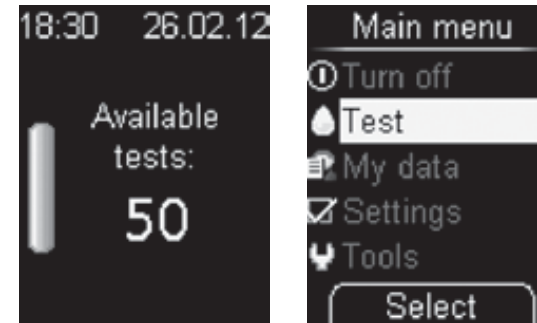 18:30 26.02.12
Available
tests:
50
Main menu
Turn off
Test
My data
Settings
Tools
Select